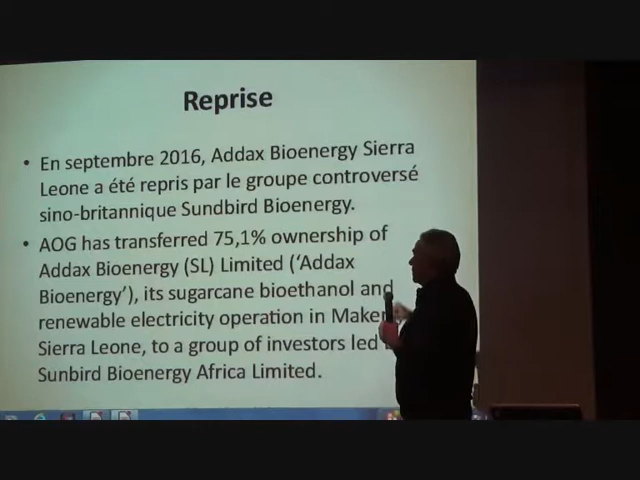 Reprise
• En septembre 2016, Addax Bioenergy Sierra
Leone a été repris par le groupe controversé
sino-britannique Sundbird Bioenergy.
• AOG has transferred 75,1% ownership of
Addax Bioenergy (SL) Limited (‘Addax
Bioenergy’), its sugarcane bioethanol and
renewable electricity operation in Make
Sierra Leone, to a group of investors led
Sunbird Bioenergy Africa Limited.